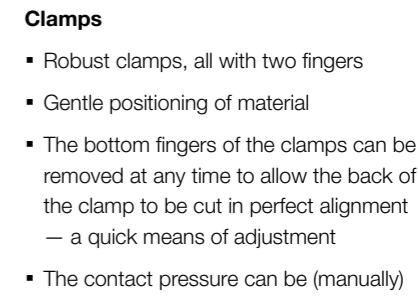 Clamps
▪ Robust clamps, all with two fingers
▪ Gentle positioning of material
▪ The bottom fingers of the clamps can be
removed at any time to allow the back of
the clamp to be cut in perfect alignment
— a quick means of adjustment
▪ The contact pressure can be (manually)